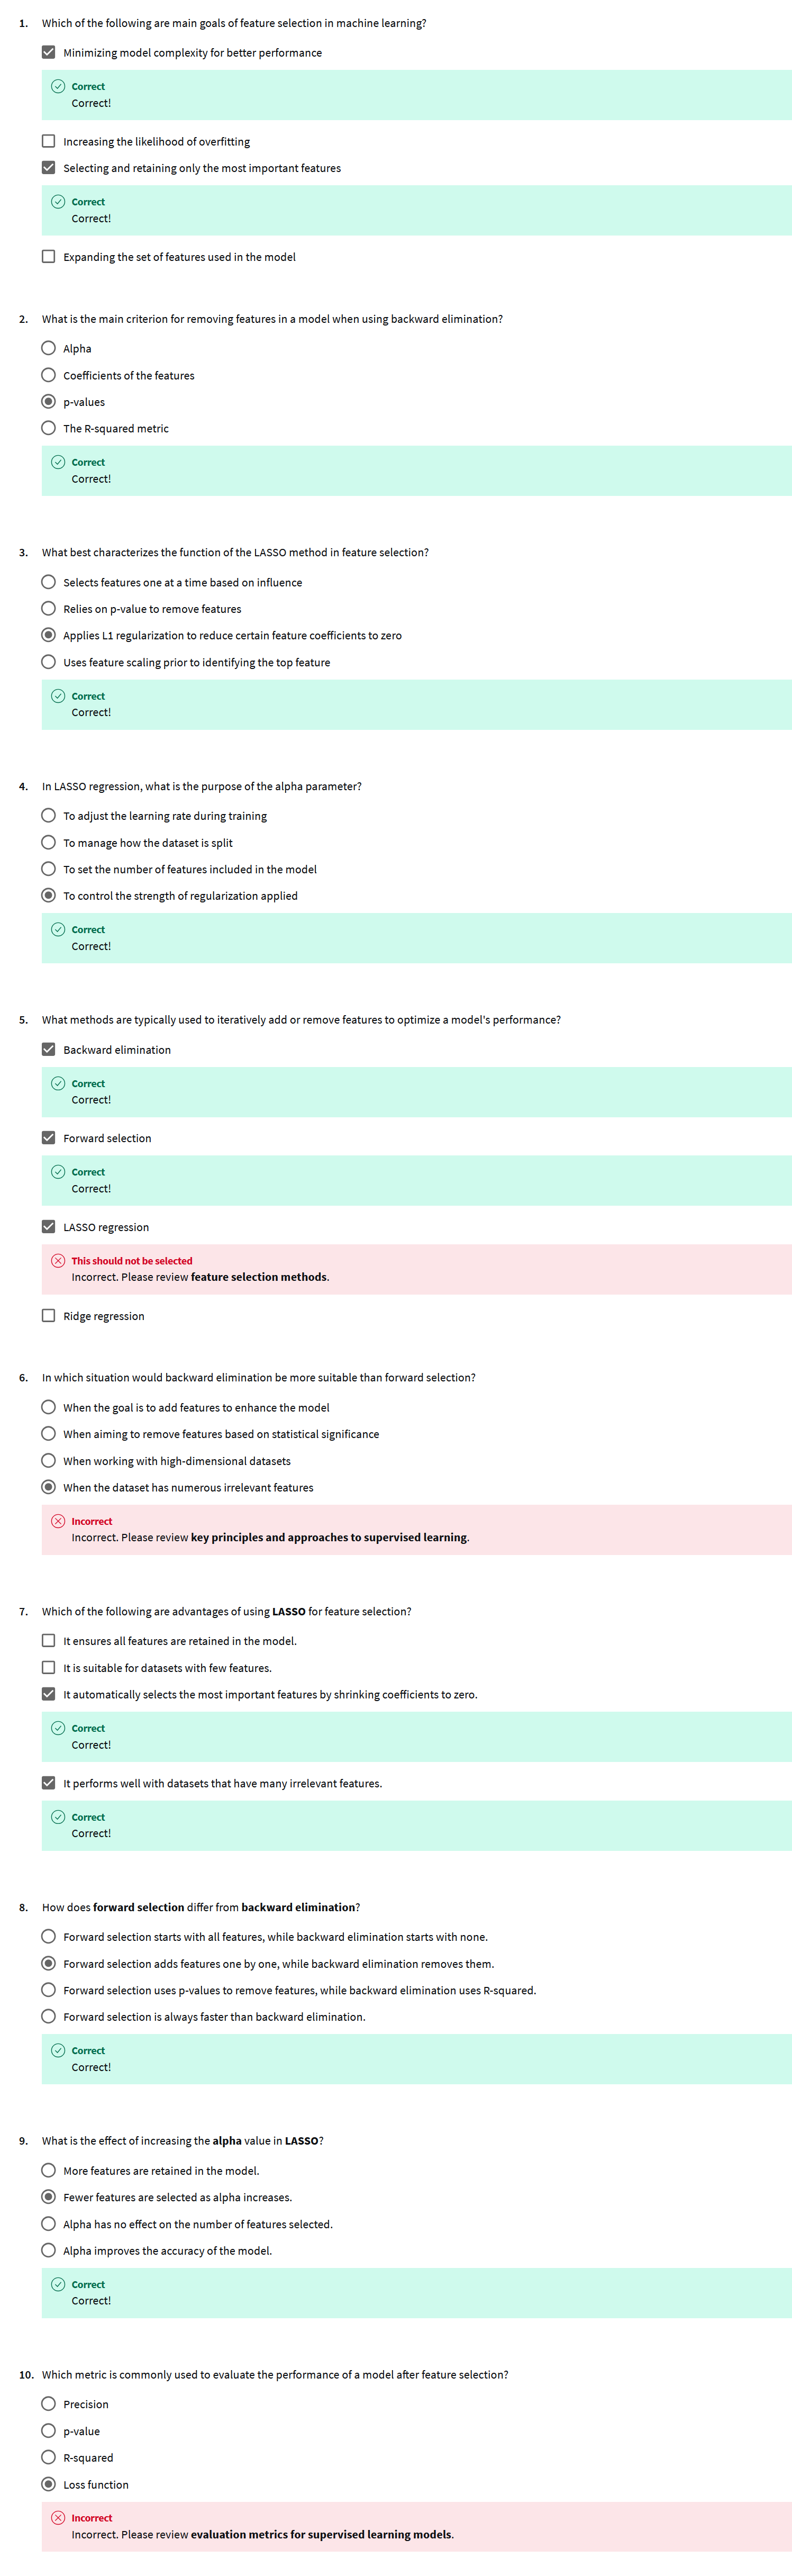 1. Which of the following are main goals of feature selection in machine learning?
Minimizing model complexity for better performance
Correct
Correct!
Increasing the likelihood of overfitting
Selecting and retaining only the most important features
Correct
Correct!
Expanding the set of features used in the model
2. What is the main criterion for removing features in a model when using backward elimination?
Alpha
Coefficients of the features
p-values
The R-squared metric
Correct
Correct!
3. What best characterizes the function of the LASSO method in feature selection?
Selects features one at a time based on influence
Relies on p-value to remove features
Applies L1 regularization to reduce certain feature coefficients to zero
Uses feature scaling prior to identifying the top feature
Correct
Correct!
4. In LASSO regression, what is the purpose of the alpha parameter?
To adjust the learning rate during training
To manage how the dataset is split
To set the number of features included in the model
To control the strength of regularization applied
Correct
Correct!
5. What methods are typically used to iteratively add or remove features to optimize a model's performance?
Backward elimination
Correct
Correct!
Forward selection
Correct
Correct!
LASSO regression
This should not be selected
Incorrect. Please review feature selection methods.
Ridge regression
6. In which situation would backward elimination be more suitable than forward selection?
When the goal is to add features to enhance the model
When aiming to remove features based on statistical significance
When working with high-dimensional datasets
When the dataset has numerous irrelevant features
Incorrect
Incorrect. Please review key principles and approaches to supervised learning.
7. Which of the following are advantages of using LASSO for feature selection?
It ensures all features are retained in the model.
It is suitable for datasets with few features.
It automatically selects the most important features by shrinking coefficients to zero.
Correct
Correct!
It performs well with datasets that have many irrelevant features.
Correct
Correct!
8. How does forward selection differ from backward elimination?
Forward selection starts with all features, while backward elimination starts with none.
Forward selection adds features one by one, while backward elimination removes them.
Forward selection uses p-values to remove features, while backward elimination uses R-squared.
Forward selection is always faster than backward elimination.
Correct
Correct!
9. What is the effect of increasing the alpha value in LASSO?
More features are retained in the model.
Fewer features are selected as alpha increases.
Alpha has no effect on the number of features selected.
Alpha improves the accuracy of the model.
Correct
Correct!
10. Which metric is commonly used to evaluate the performance of a model after feature selection?
Precision
p-value
R-squared
Loss function
Incorrect
Incorrect. Please review evaluation metrics for supervised learning models.